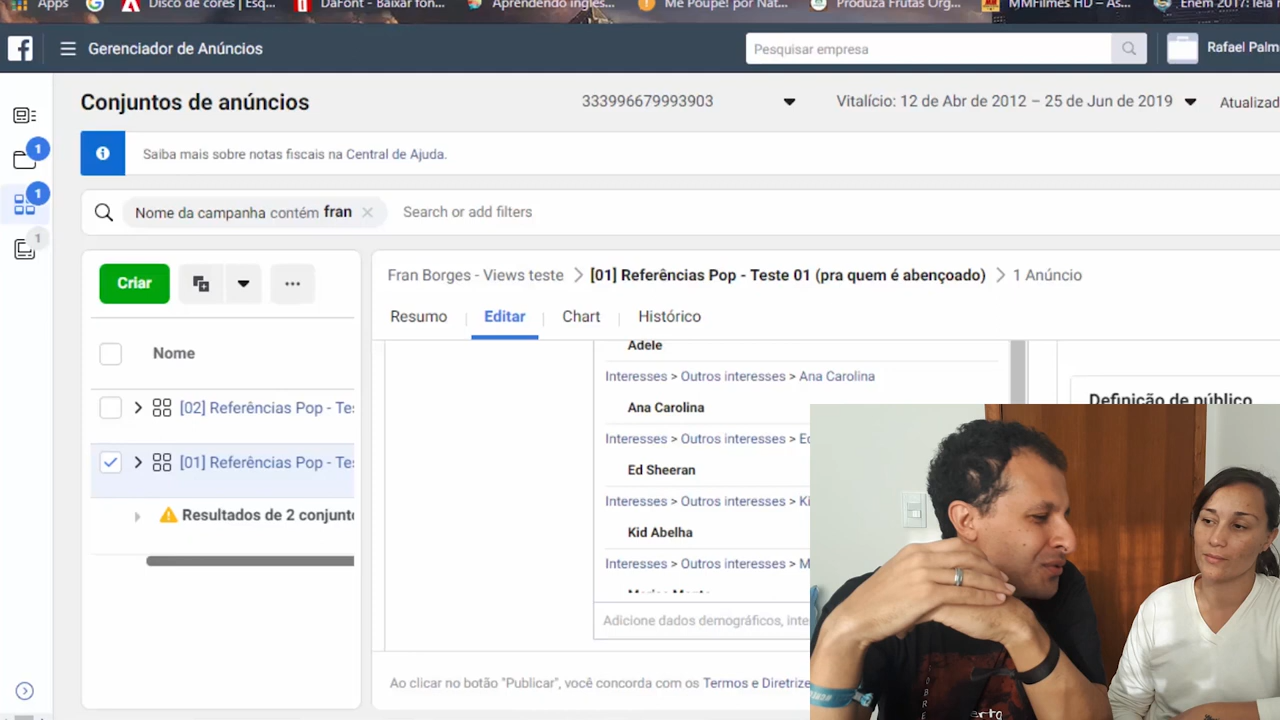 Apps
Disco de cores | Esq...
DaFont - Baixar fon...
Aprendendo inglês...
Me Poupe! por Nat...
Produza Frutas Org...
MMFilmes HD – As...
Enem 2017: leia
Gerenciador de Anúncios
Pesquisar empresa
Rafael Palm
Conjuntos de anúncios
333996679993903
Vitalício: 12 de Abr de 2012 – 25 de Jun de 2019
Atualizad
Saiba mais sobre notas fiscais na Central de Ajuda.
1
1
1
Nome da campanha contém fran
Search or add filters
Criar
Nome
[02] Referências Pop - Te
[01] Referências Pop - Te
Resultados de 2 conjunt
Fran Borges - Views teste > [01] Referências Pop - Teste 01 (pra quem é abençoado) > 1 Anúncio
Resumo
Editar
Chart
Histórico
Adele
Interesses > Outros interesses > Ana Carolina
Ana Carolina
Interesses > Outros interesses > Ed
Ed Sheeran
Interesses > Outros interesses > Ki
Kid Abelha
Interesses > Outros interesses > M
Adicione dados demográficos, inte
Definição de público
Ao clicar no botão "Publicar", você concorda com os Termos e Diretrize